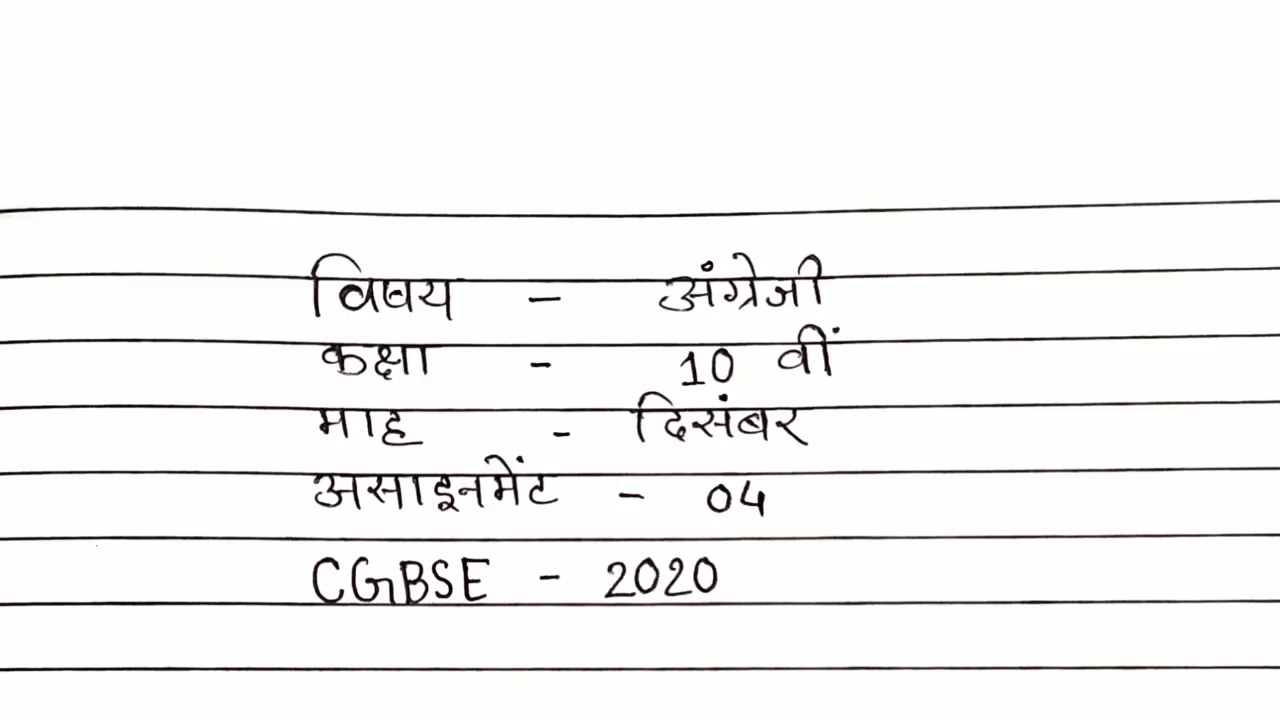 विषय - अंग्रेजी
कक्षा - 10 वीं
माह - दिसंबर
असाइनमेंट - 04
CGBSE - 2020